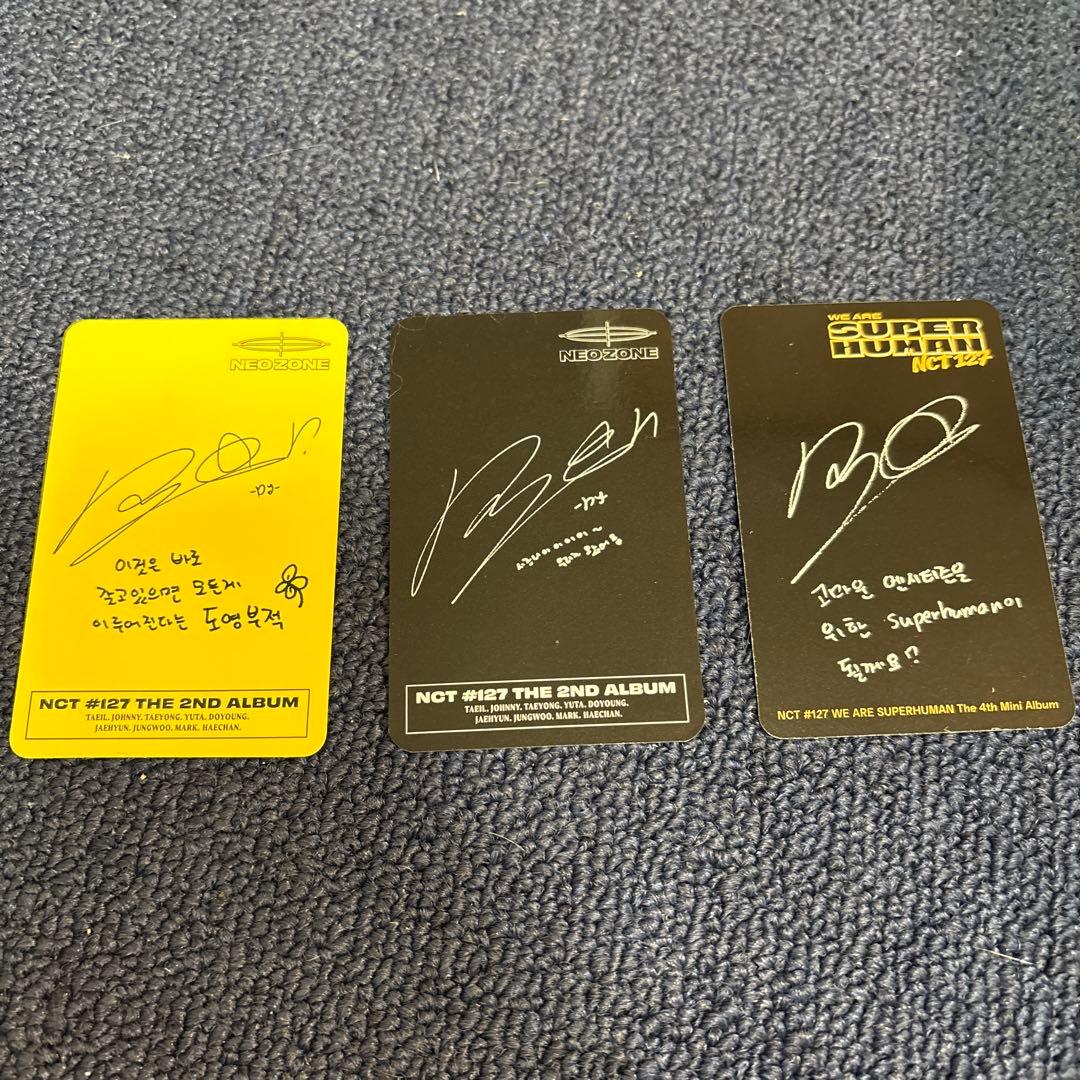 NEOZONE
-DY-
이것은 바로
갖고있으면 모든게
이루어진다는 도영부적
NCT #127 THE 2ND ALBUM
TAEIL. JOHNNY. TAEYONG. YUTA. DOYOUNG.
JAEHYUN. JUNGWOO. MARK. HAECHAN.
NEOZONE
-DY
NCT #127 THE 2ND ALBUM
TAEIL. JOHNNY. TAEYONG. YUTA. DOYOUNG.
JAEHYUN. JUNGWOO. MARK. HAECHAN.
WE ARE
SUPER
HUMAN
NCT 127
고마운 엔시티즌을
위한 superhuman이
될게요!?
NCT #127 WE ARE SUPERHUMAN The 4th Mini Album